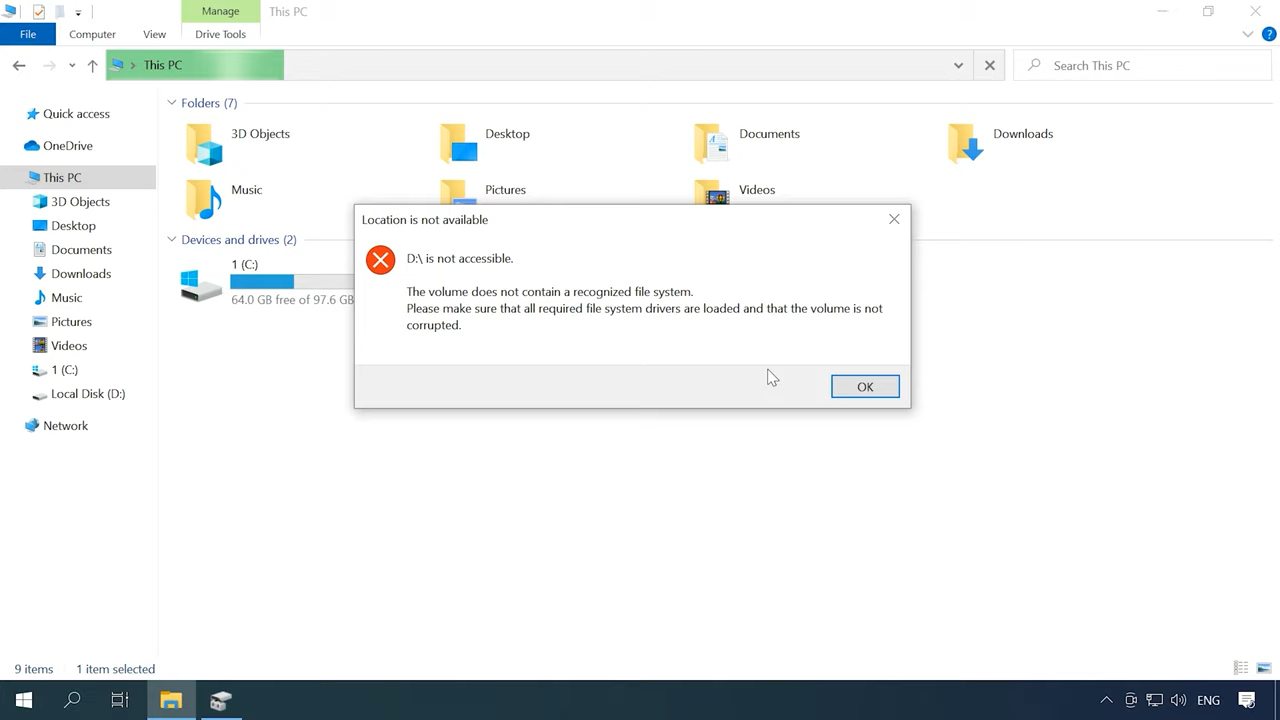 Manage
This PC
File
Computer
View
Drive Tools
This PC
Search This PC
Quick access
OneDrive
This PC
3D Objects
Desktop
Documents
Downloads
Music
Pictures
Videos
1 (C:)
Local Disk (D:)
Network
Folders (7)
3D Objects
Desktop
Documents
Downloads
Music
Pictures
Videos
Devices and drives (2)
1 (C:)
64.0 GB free of 97.6 GB
Location is not available
D:\ is not accessible.
The volume does not contain a recognized file system.
Please make sure that all required file system drivers are loaded and that the volume is not
corrupted.
OK
9 items
1 item selected
ENG